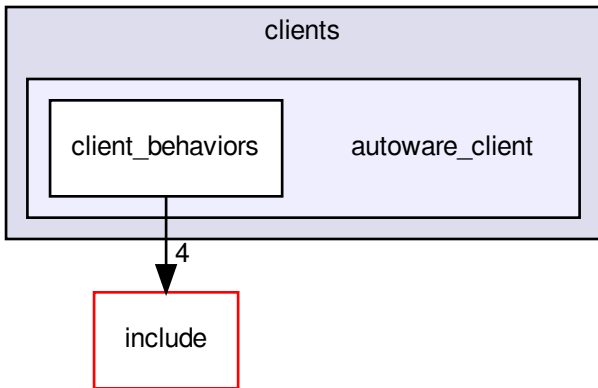 clients
client_behaviors
autoware_client
4
include